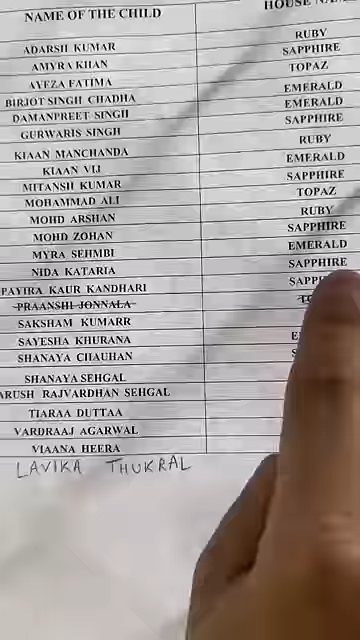 NAME OF THE CHILD HOUSE
ADARSH KUMAR RUBY
AMYRA KHAN SAPPHIRE
AYEZA FATIMA TOPAZ
BIRJOT SINGH CHADHA EMERALD
DAMANPREET SINGH EMERALD
GURWARIS SINGH SAPPHIRE
KIAAN MANCHANDA RUBY
KIAAN VIJ EMERALD
MITANSH KUMAR SAPPHIRE
MOHAMMAD ALI TOPAZ
MOHD ARSHAN RUBY
MOHD ZOHAN SAPPHIRE
MYRA SEHMBI EMERALD
NIDA KATARIA SAPPHIRE
PAYIRA KAUR KANDHARI
PRAANSHI JONNALA
SAKSHAM KUMARR
SAYESHA KHURANA
SHANAYA CHAUHAN
SHANAYA SEHGAL
ARUSH RAJVARDHAN SEHGAL
TIARAA DUTTAA
VARDRAAJ AGARWAL
VIAANA HEERA
LAVIKA THUKRAL